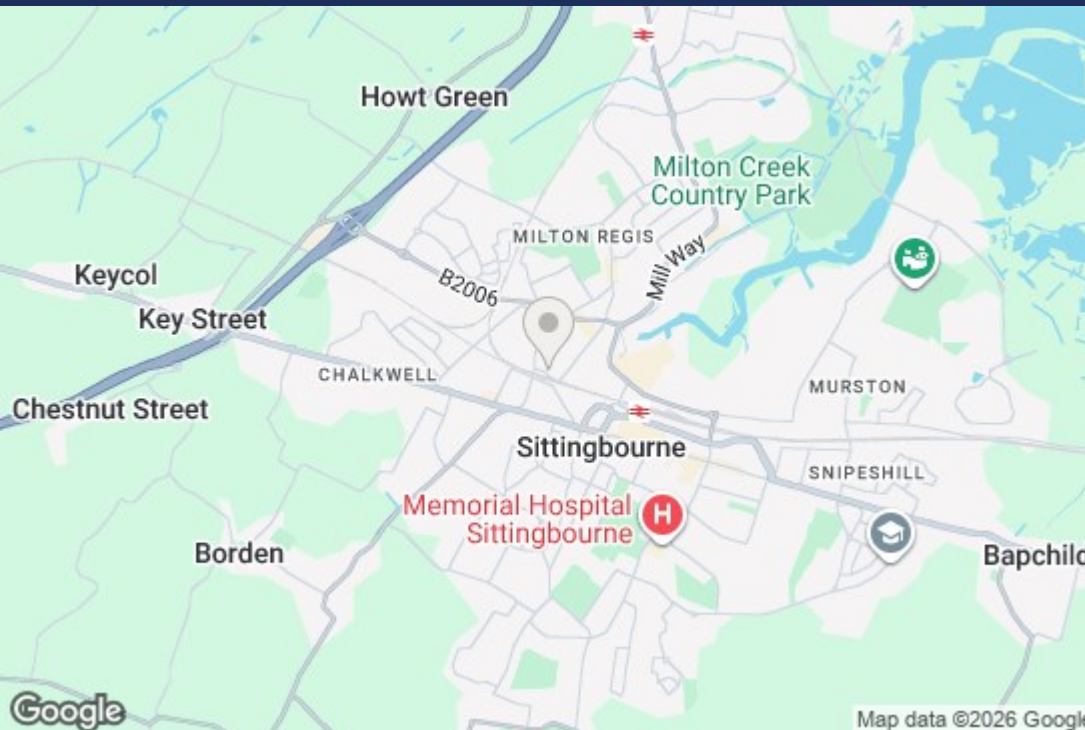 Howt Green
Milton Creek
Country Park
MILTON REGIS
Mill Way
Keycol
B2006
Key Street
CHALKWELL
MURSTON
Chestnut Street
Sittingbourne
SNIPESHILL
Memorial Hospital
Sittingbourne
H
Borden
Bapchild
Google
Map data ©2026 Google